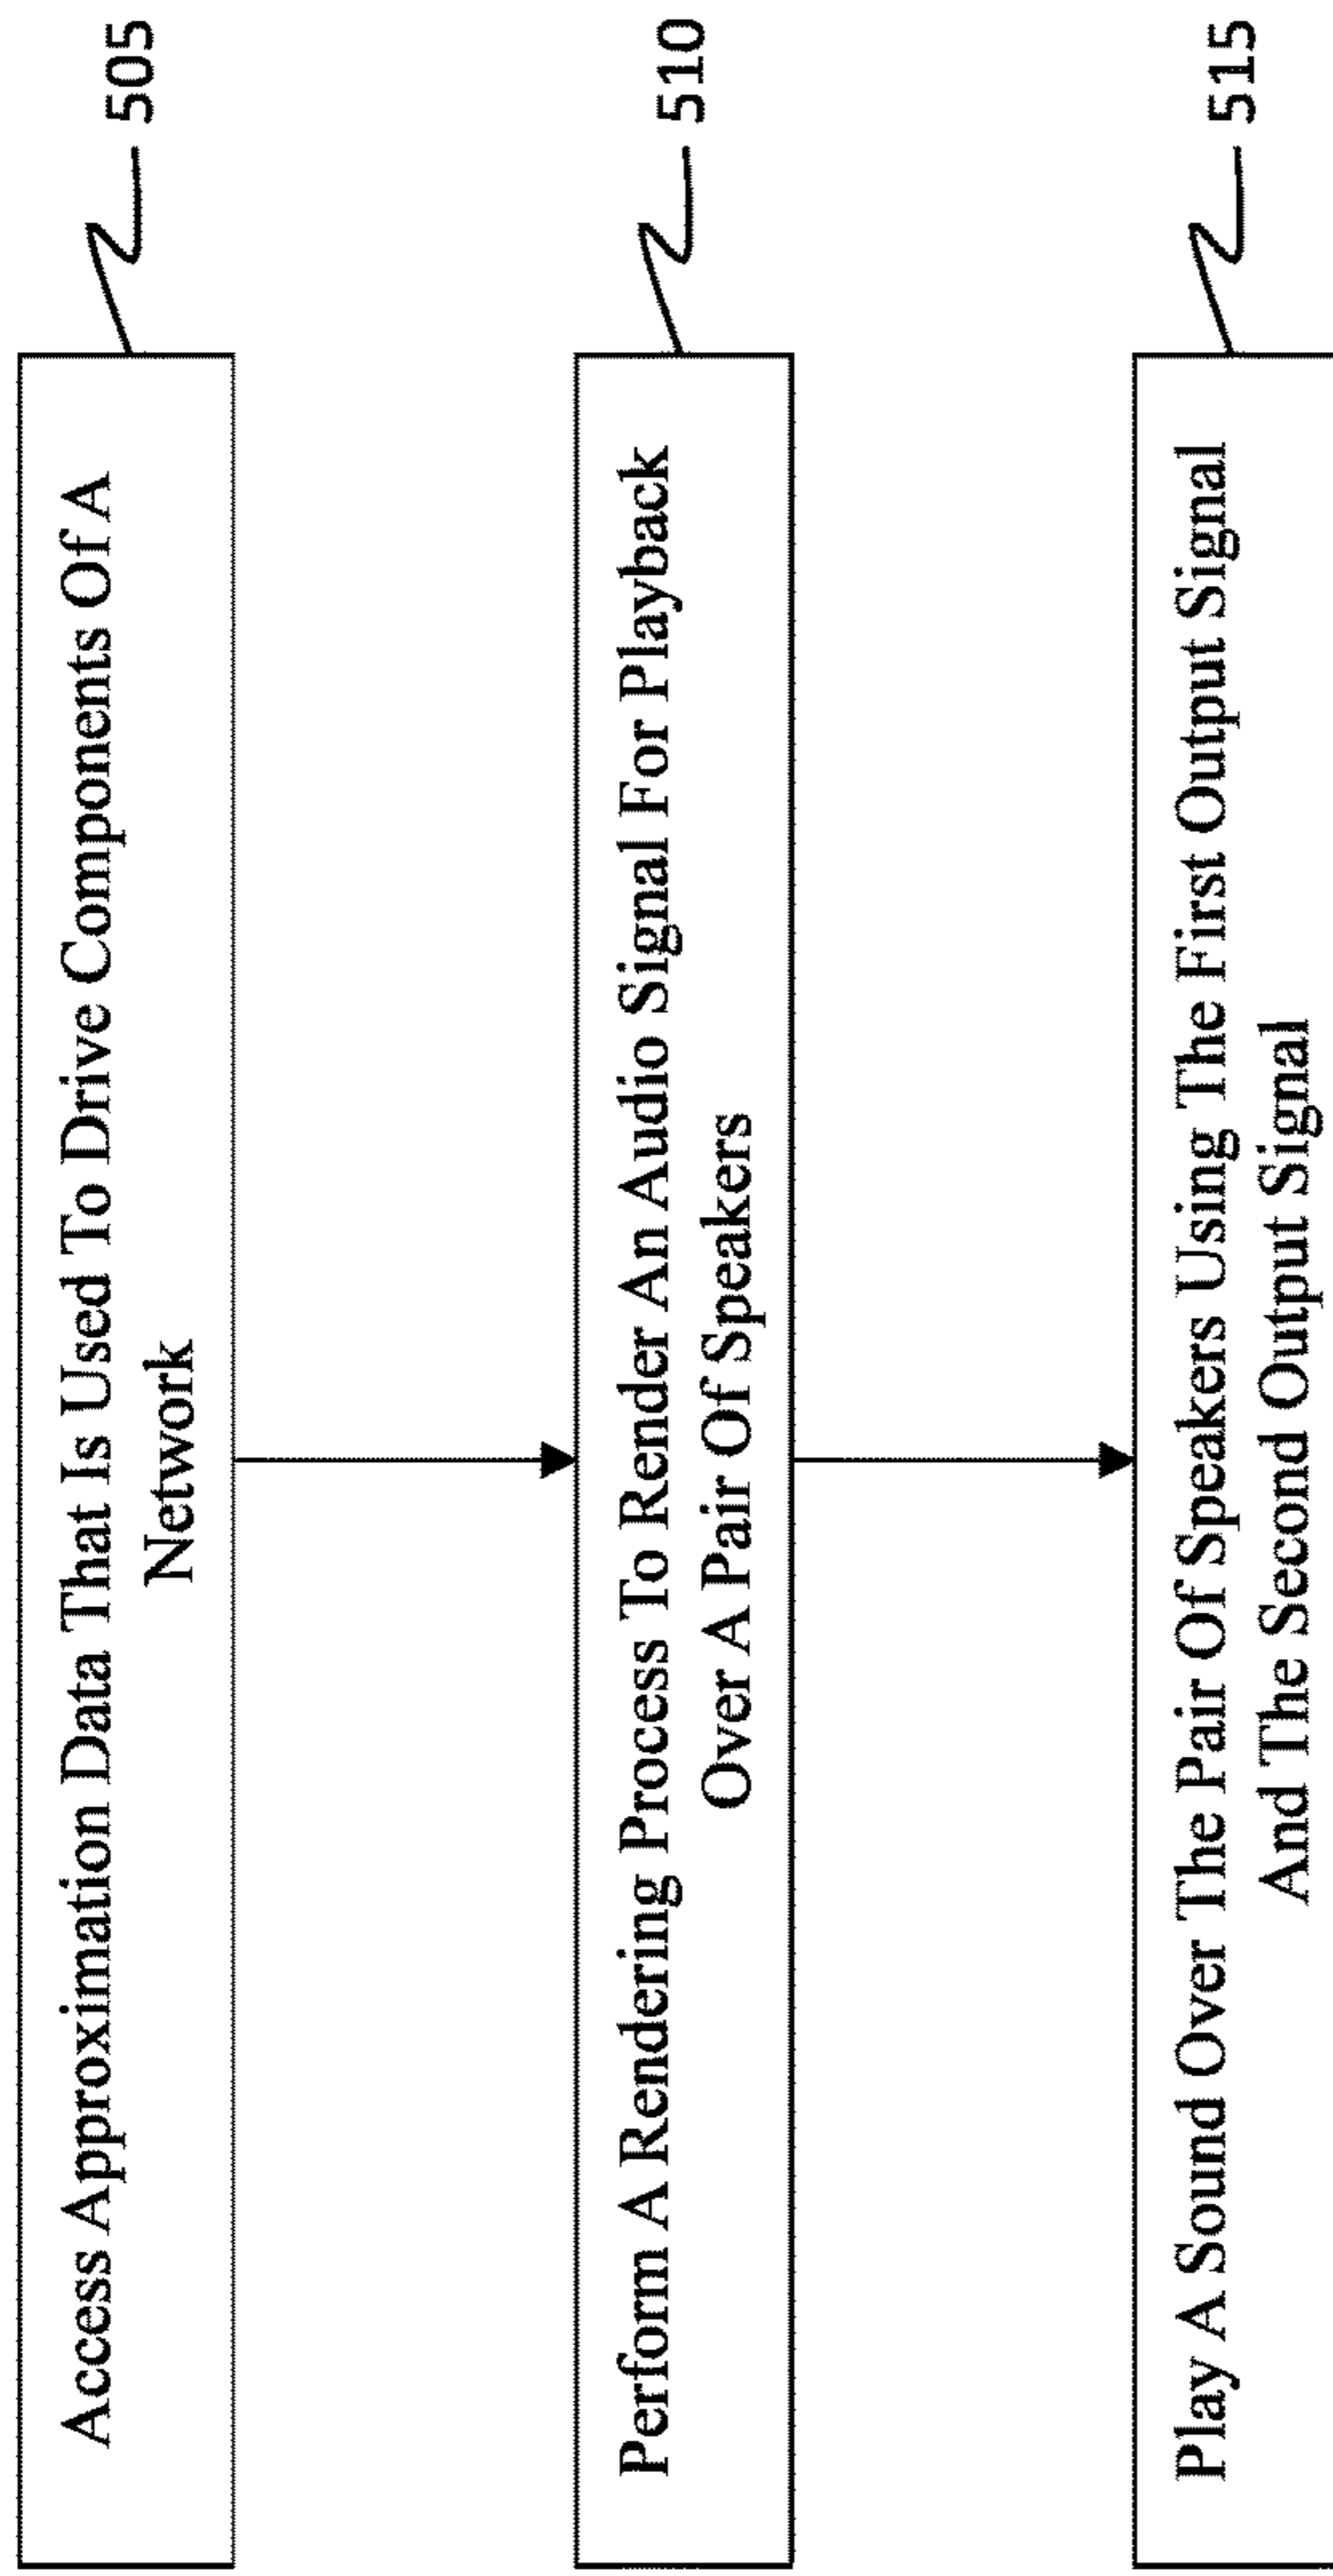 Access Approximation Data That Is Used To Drive Components Of A
Network
505
Perform A Rendering Process To Render An Audio Signal For Playback
Over A Pair Of Speakers
510
Play A Sound Over The Pair Of Speakers Using The First Output Signal
And The Second Output Signal
515